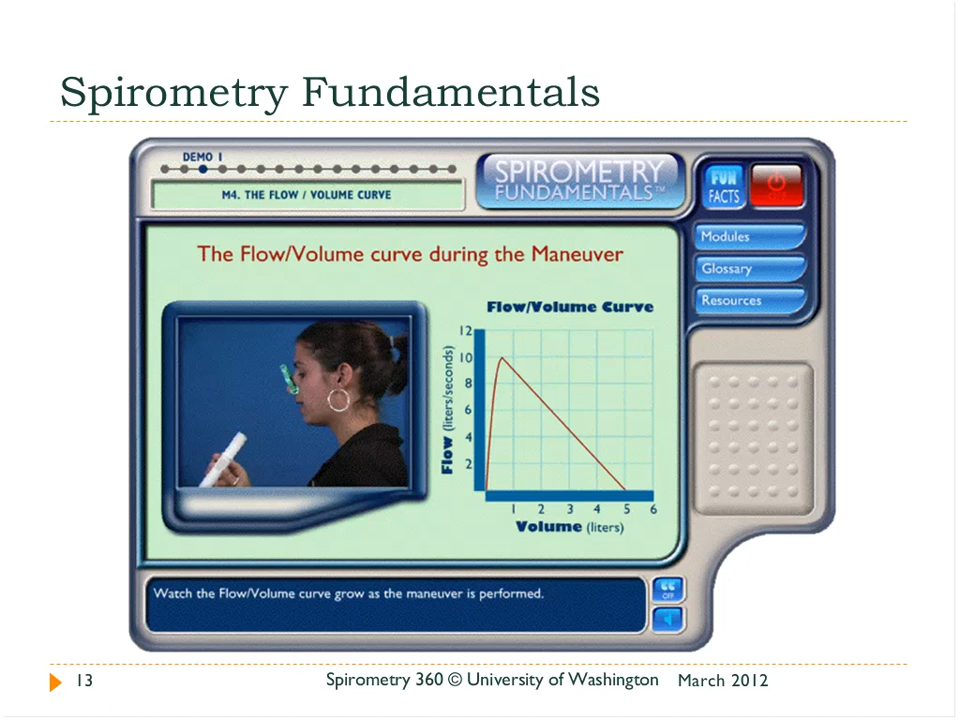 Spirometry Fundamentals
DEMO 1
M4. THE FLOW / VOLUME CURVE
SPIROMETRY
FUNDAMENTALS™
FUN
FACTS
Modules
Glossary
Resources
The Flow/Volume curve during the Maneuver
Flow/Volume Curve
Flow (liters/seconds)
12
10
8
6
4
2
1 2 3 4 5 6
Volume (liters)
Watch the Flow/Volume curve grow as the maneuver is performed.
OFF
13 Spirometry 360 © University of Washington March 2012